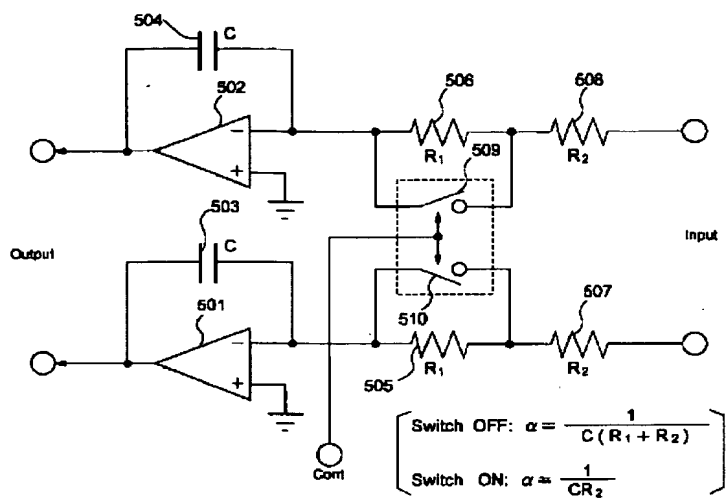 504
C
502
506
508
−
+
R1
R2
509
503
C
Output
Input
501
510
507
−
+
505
R1
R2
Cont
Switch OFF: α = 1 / C(R1 + R2)
Switch ON: α = 1 / CR2